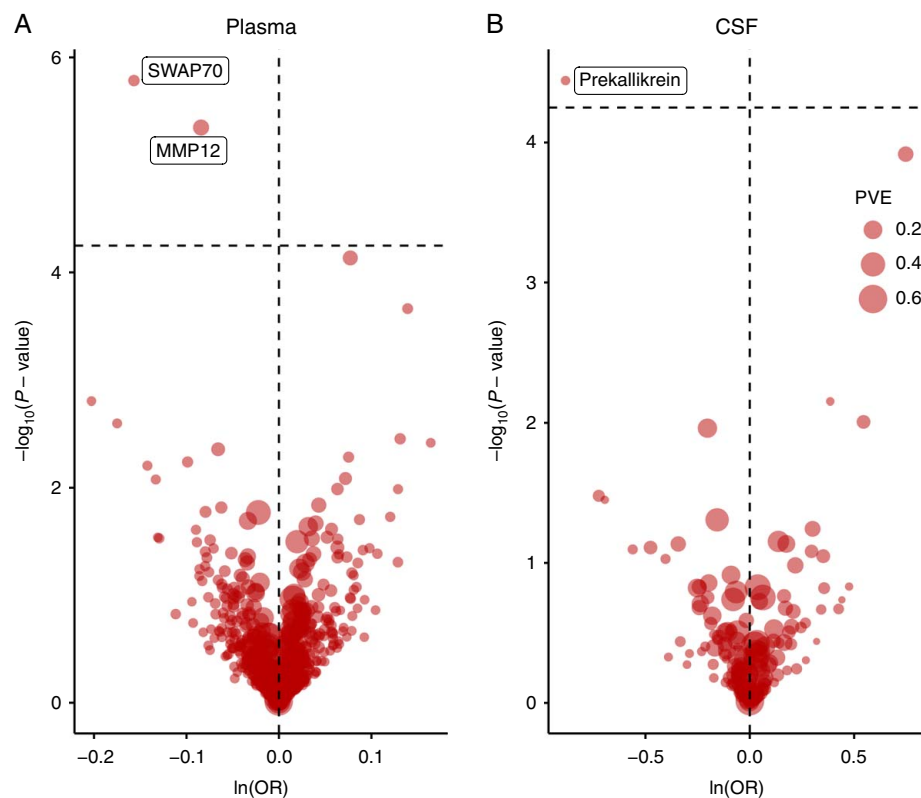 A
Plasma
6
SWAP70
MMP12
4
2
0
−log10(P − value)
−0.2
−0.1
0.0
0.1
ln(OR)
B
CSF
Prekallikrein
4
PVE
0.2
0.4
0.6
3
2
1
0
−log10(P − value)
−0.5
0.0
0.5
ln(OR)